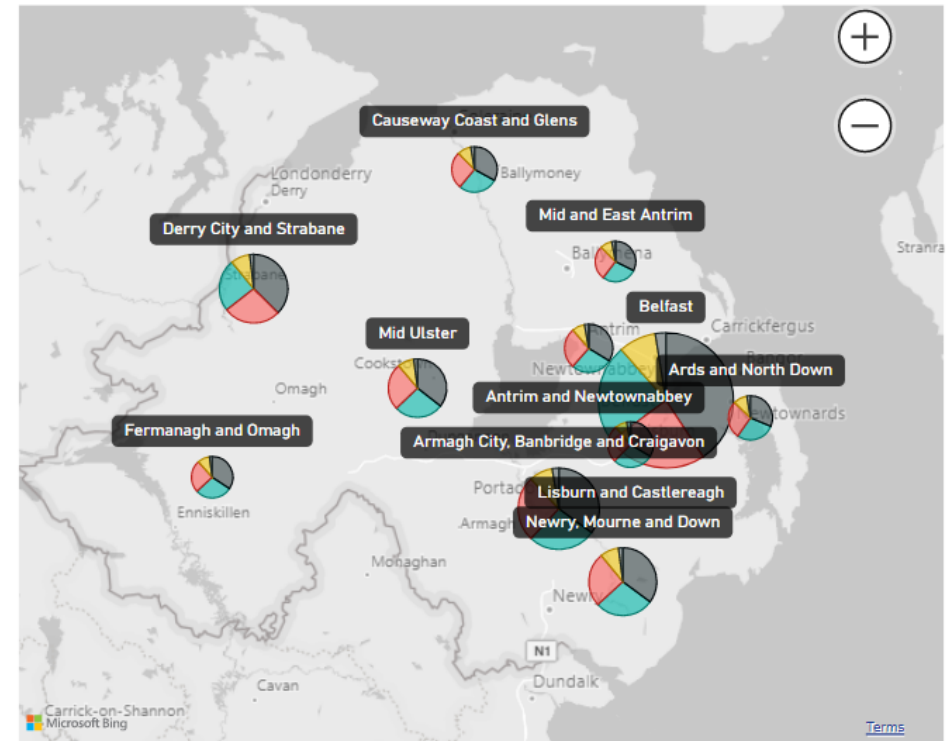 Causeway Coast and Glens
Londonderry
Derry
Ballymoney
Mid and East Antrim
Derry City and Strabane
Stranra
Strabane
Belfast
Mid Ulster
Antrim
Carrickfergus
Cookstown
Newtownabbey
Ards and North Down
Omagh
Antrim and Newtownabbey
Newtownards
Fermanagh and Omagh
Armagh City, Banbridge and Craigavon
Portad
Lisburn and Castlereagh
Enniskillen
Armagh
Newry, Mourne and Down
Monaghan
Newry
N1
Cavan
Dundalk
Carrick-on-Shannon
Microsoft Bing
Terms